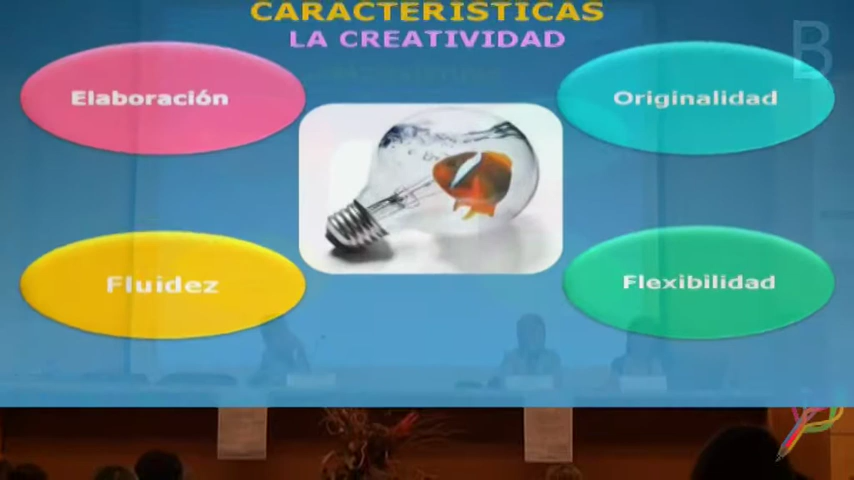 CARACTERÍSTICAS
LA CREATIVIDAD
B
Elaboración
Originalidad
Fluidez
Flexibilidad